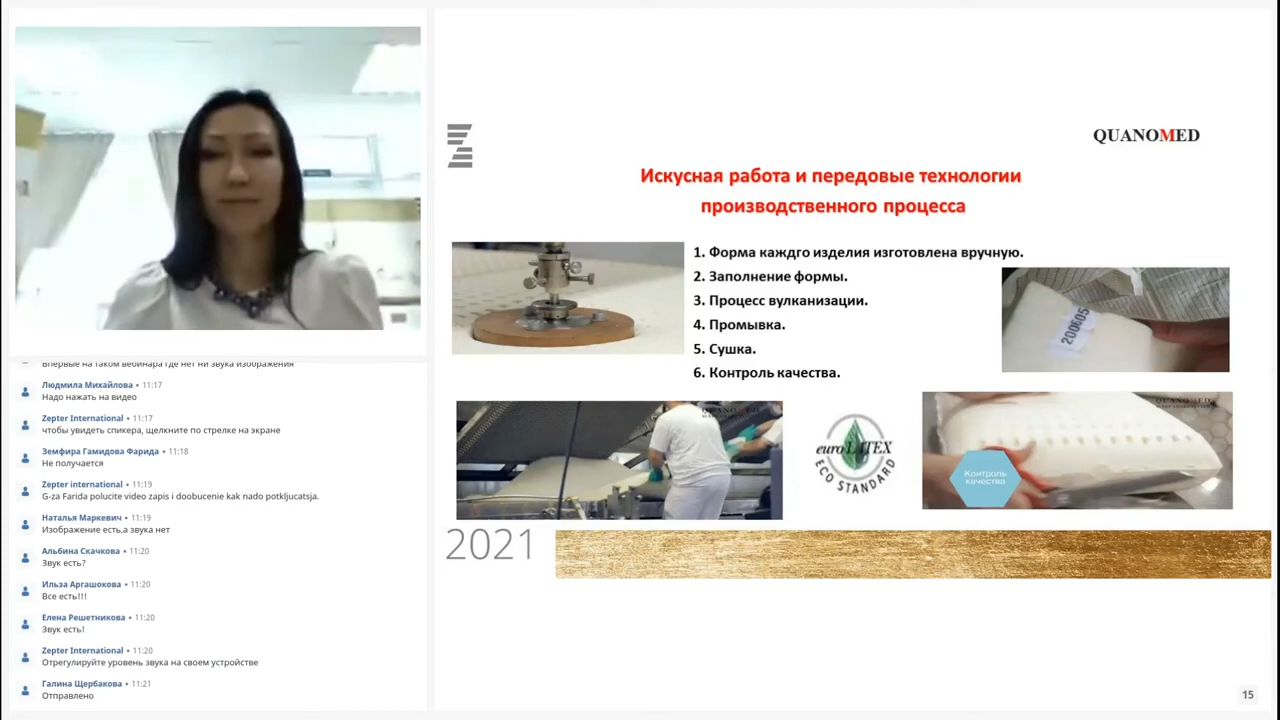 Впервые на таком вебинара где нет ни звука изображения
Людмила Михайлова • 11:17
Надо нажать на видео
Zepter International • 11:17
чтобы увидеть спикера, щелкните по стрелке на экране
Земфира Гамидова Фарида • 11:18
Не получается
Zepter international • 11:19
G-za Farida polucite video zapis i doobucenie kak nado potkljucatsja.
Наталья Маркевич • 11:19
Изображение есть,а звука нет
Альбина Скачкова • 11:20
Звук есть?
Ильза Аргашокова • 11:20
Все есть!!!
Елена Решетникова • 11:20
Звук есть!
Zepter International • 11:20
Отрегулируйте уровень звука на своем устройстве
Галина Щербакова • 11:21
Отправлено
QUANOMED
Искусная работа и передовые технологии
производственного процесса
1. Форма каждго изделия изготовлена вручную.
2. Заполнение формы.
3. Процесс вулканизации.
4. Промывка.
5. Сушка.
6. Контроль качества.
200605
QUANOMED
euroLATEX
ECO STANDARD
QUANOMED
Контроль
качества
2021
15